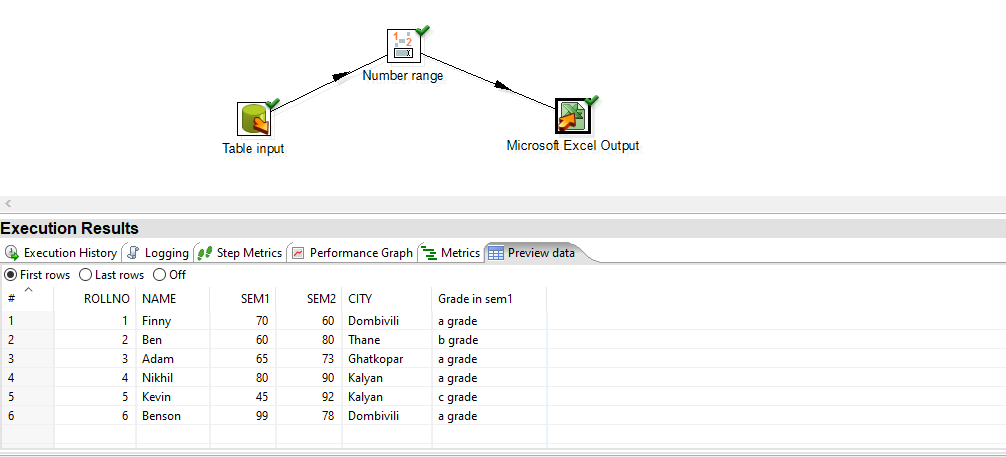 Number range
Table input
Microsoft Excel Output
Execution Results
Execution History Logging Step Metrics Performance Graph Metrics Preview data
First rows Last rows Off
# ROLLNO NAME SEM1 SEM2 CITY Grade in sem1
1 1 Finny 70 60 Dombivili a grade
2 2 Ben 60 80 Thane b grade
3 3 Adam 65 73 Ghatkopar a grade
4 4 Nikhil 80 90 Kalyan a grade
5 5 Kevin 45 92 Kalyan c grade
6 6 Benson 99 78 Dombivili a grade